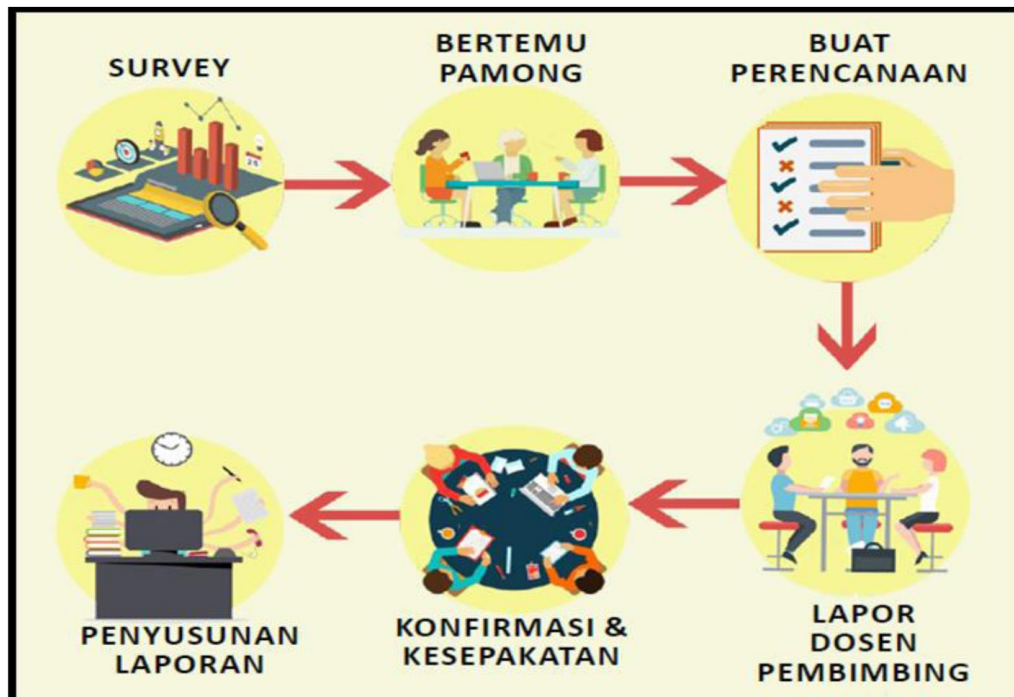 SURVEY
BERTEMU
PAMONG
BUAT
PERENCANAAN
LAPOR
DOSEN
PEMBIMBING
KONFIRMASI &
KESEPAKATAN
PENYUSUNAN
LAPORAN